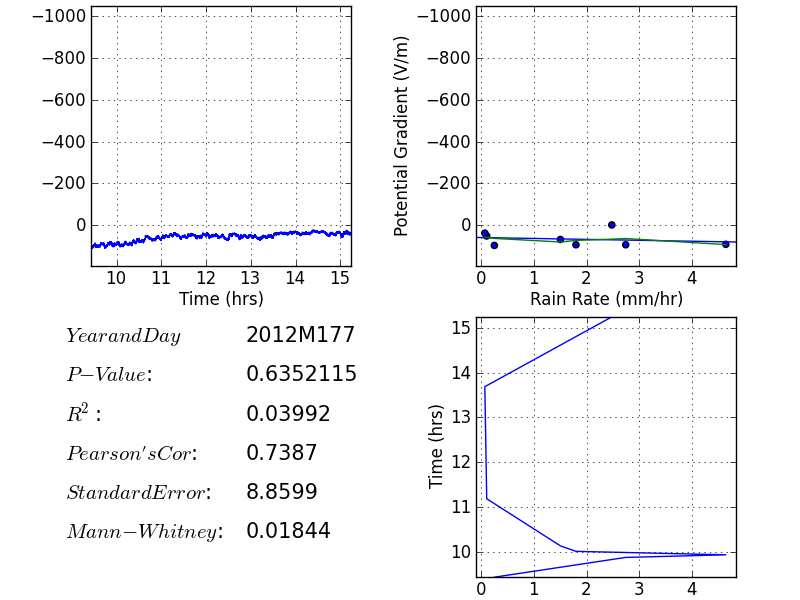 −1000
−800
−600
−400
−200
0
10 11 12 13 14 15
Time (hrs)
Potential Gradient (V/m)
−1000
−800
−600
−400
−200
0
0 1 2 3 4
Rain Rate (mm/hr)
YearandDay 2012M177
P−Value: 0.6352115
R²: 0.03992
Pearson'sCor: 0.7387
StandardError: 8.8599
Mann−Whitney: 0.01844
Time (hrs)
15
14
13
12
11
10
0 1 2 3 4